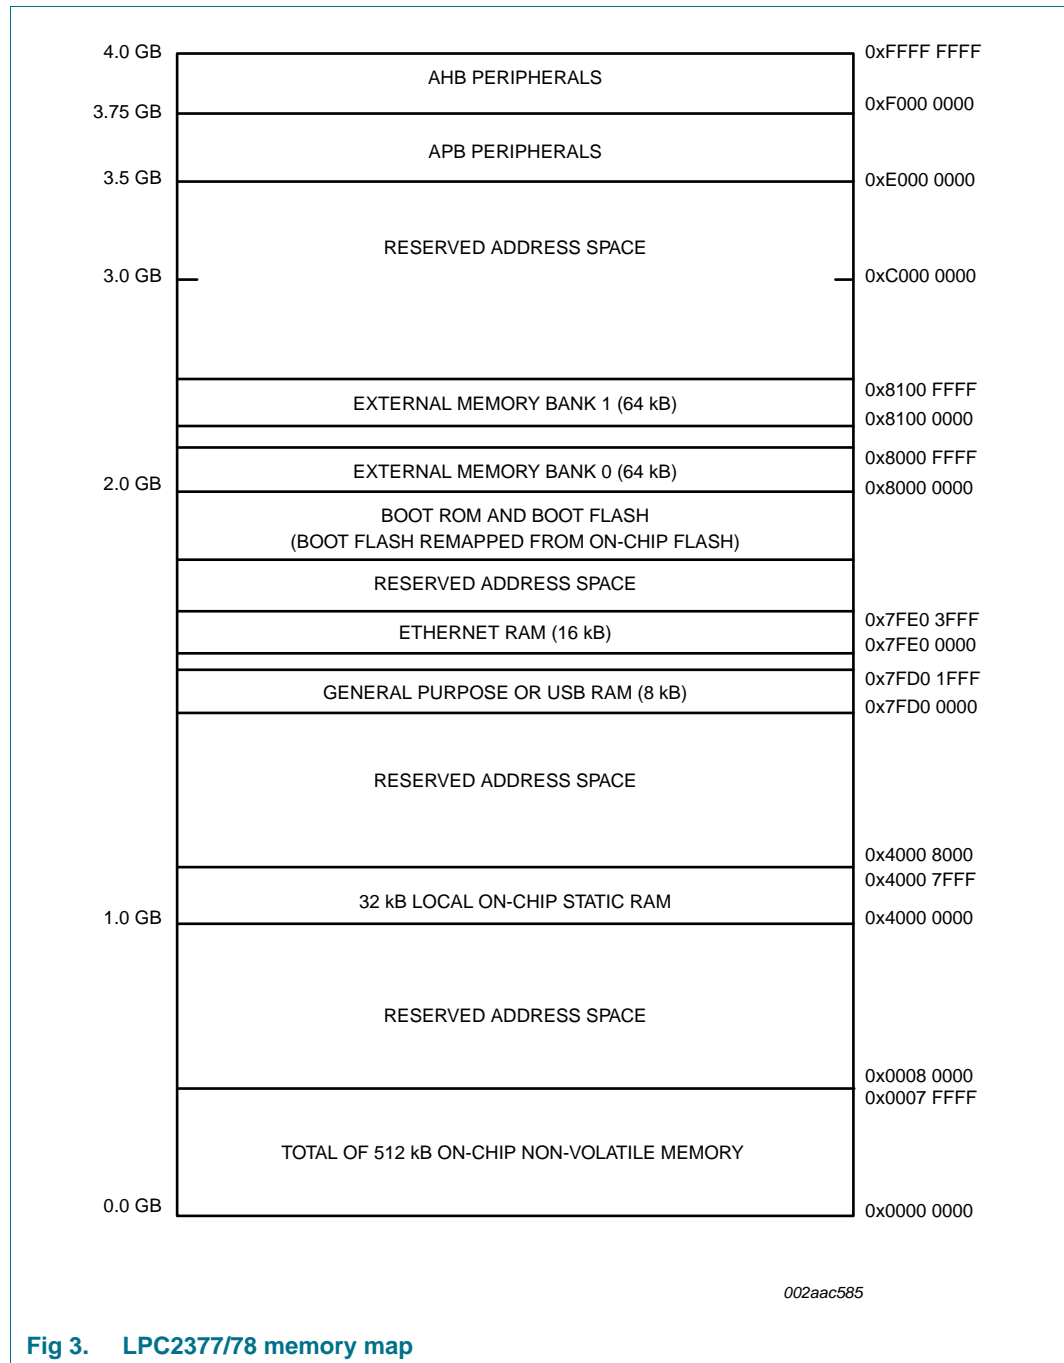 4.0 GB 0xFFFF FFFF
AHB PERIPHERALS
3.75 GB 0xF000 0000
APB PERIPHERALS
3.5 GB 0xE000 0000
RESERVED ADDRESS SPACE
3.0 GB 0xC000 0000
0x8100 FFFF
EXTERNAL MEMORY BANK 1 (64 kB)
0x8100 0000
0x8000 FFFF
EXTERNAL MEMORY BANK 0 (64 kB)
2.0 GB 0x8000 0000
BOOT ROM AND BOOT FLASH
(BOOT FLASH REMAPPED FROM ON-CHIP FLASH)
RESERVED ADDRESS SPACE
0x7FE0 3FFF
ETHERNET RAM (16 kB)
0x7FE0 0000
0x7FD0 1FFF
GENERAL PURPOSE OR USB RAM (8 kB)
0x7FD0 0000
RESERVED ADDRESS SPACE
0x4000 8000
0x4000 7FFF
32 kB LOCAL ON-CHIP STATIC RAM
1.0 GB 0x4000 0000
RESERVED ADDRESS SPACE
0x0008 0000
0x0007 FFFF
TOTAL OF 512 kB ON-CHIP NON-VOLATILE MEMORY
0.0 GB 0x0000 0000
002aac585
Fig 3. LPC2377/78 memory map